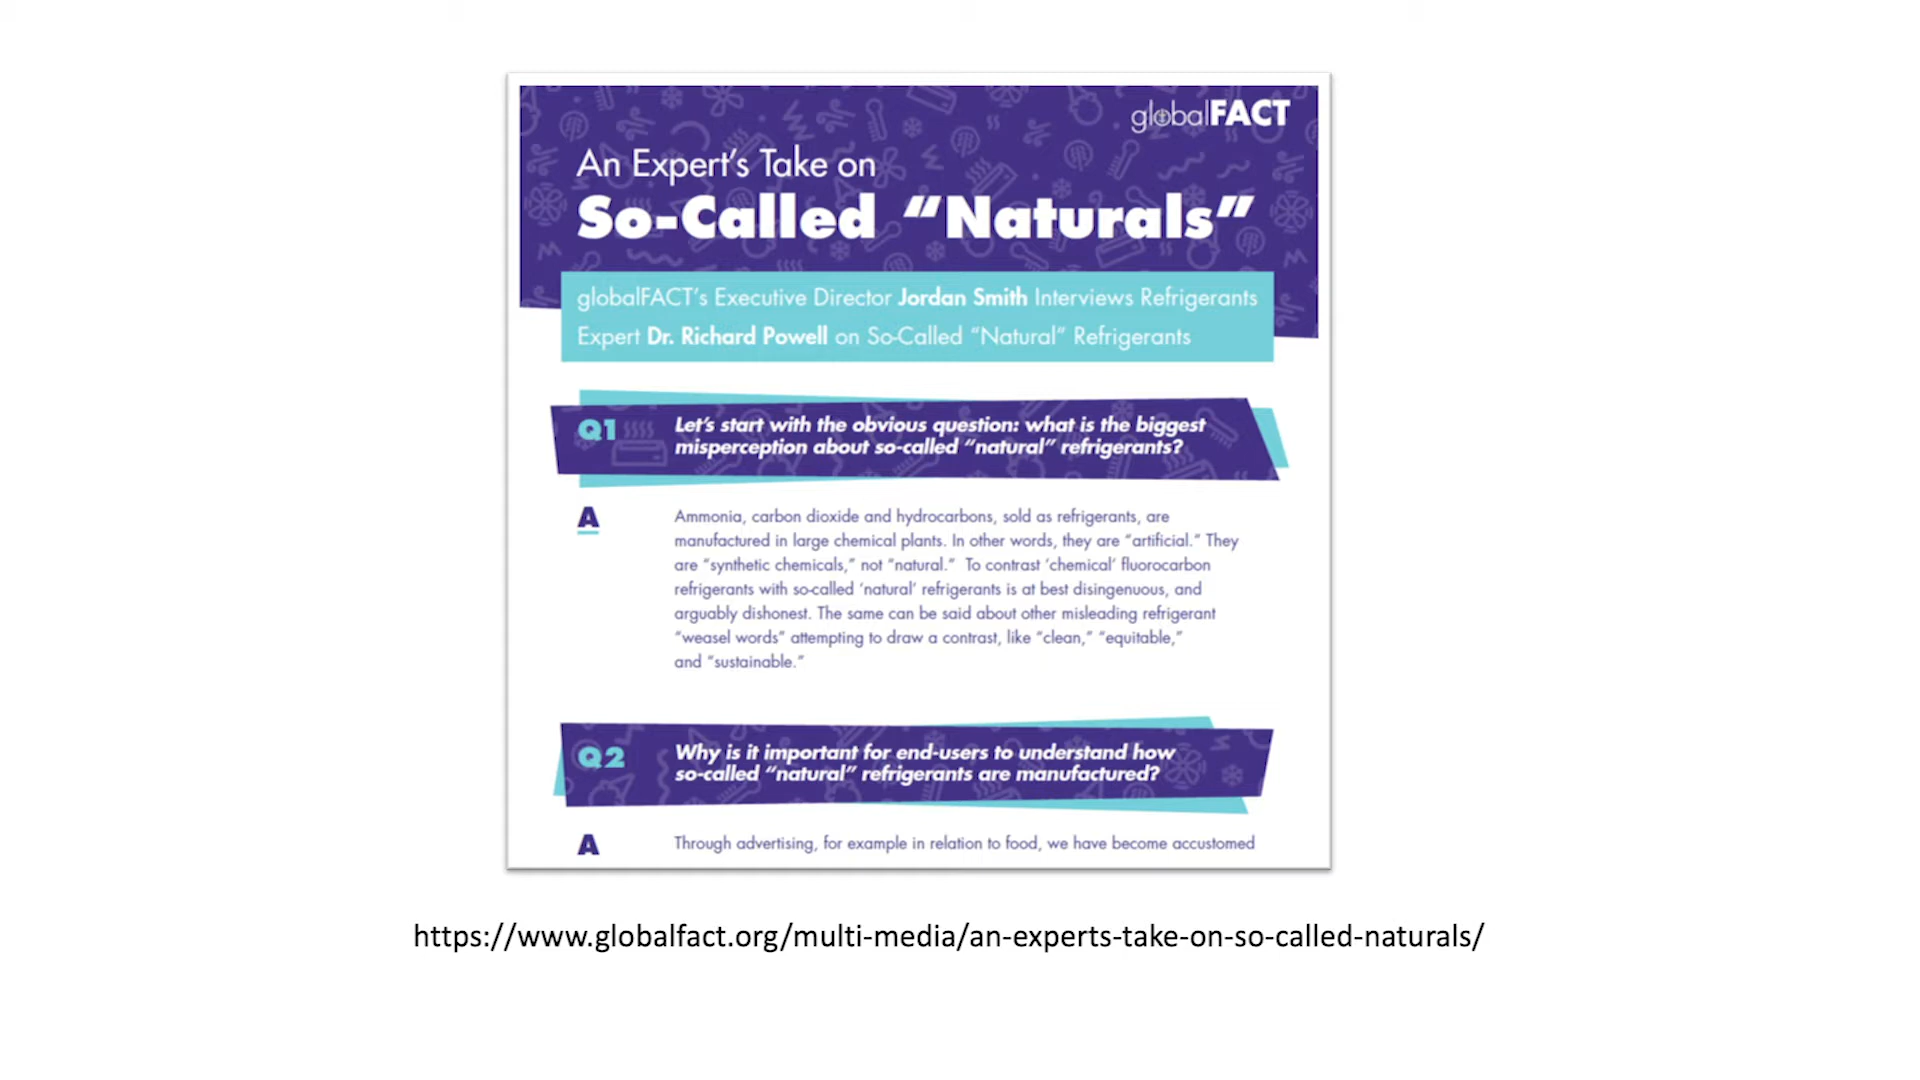 globalFACT
An Expert's Take on
So-Called “Naturals”
globalFACT's Executive Director Jordan Smith Interviews Refrigerants
Expert Dr. Richard Powell on So-Called “Natural” Refrigerants
Q1
Let's start with the obvious question: what is the biggest
misperception about so-called “natural” refrigerants?
A
Ammonia, carbon dioxide and hydrocarbons, sold as refrigerants, are
manufactured in large chemical plants. In other words, they are “artificial.” They
are “synthetic chemicals,” not “natural.” To contrast ‘chemical’ fluorocarbon
refrigerants with so-called ‘natural’ refrigerants is at best disingenuous, and
arguably dishonest. The same can be said about other misleading refrigerant
“weasel words” attempting to draw a contrast, like “clean,” “equitable,”
and “sustainable.”
Q2
Why is it important for end-users to understand how
so-called “natural” refrigerants are manufactured?
A
Through advertising, for example in relation to food, we have become accustomed
https://www.globalfact.org/multi-media/an-experts-take-on-so-called-naturals/